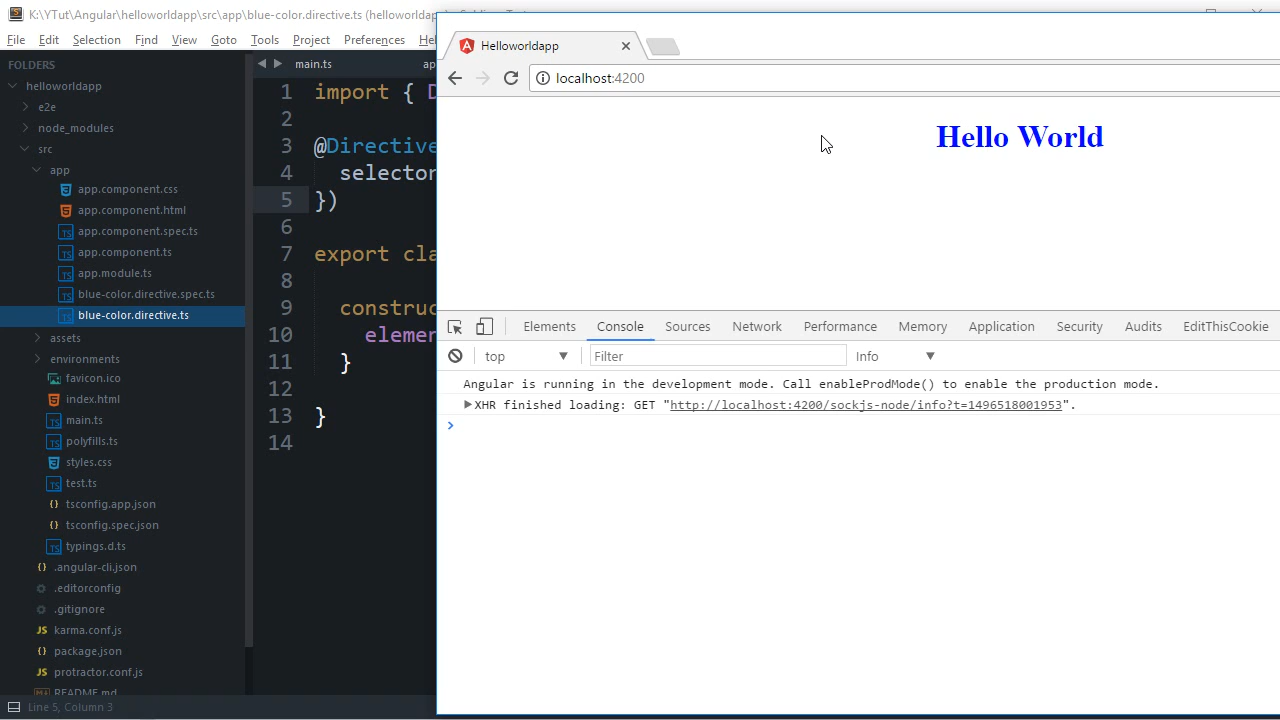 K:\YTut\Angular\helloworldapp\src\app\blue-color.directive.ts (helloworldap
File Edit Selection Find View Goto Tools Project Preferences He
FOLDERS
helloworldapp
e2e
node_modules
src
app
app.component.css
app.component.html
app.component.spec.ts
app.component.ts
app.module.ts
blue-color.directive.spec.ts
blue-color.directive.ts
assets
environments
favicon.ico
index.html
main.ts
polyfills.ts
styles.css
test.ts
tsconfig.app.json
tsconfig.spec.json
typings.d.ts
.angular-cli.json
.editorconfig
.gitignore
karma.conf.js
package.json
protractor.conf.js
README.md
Line 5, Column 3
main.ts ap
1 import { D
2
3 @Directive
4 selector
5 })
6
7 export cla
8
9 construc
10 elemen
11 }
12
13 }
14
Helloworldapp
localhost:4200
Hello World
Elements Console Sources Network Performance Memory Application Security Audits EditThisCookie
top Filter Info
Angular is running in the development mode. Call enableProdMode() to enable the production mode.
XHR finished loading: GET "http://localhost:4200/sockjs-node/info?t=1496518001953".